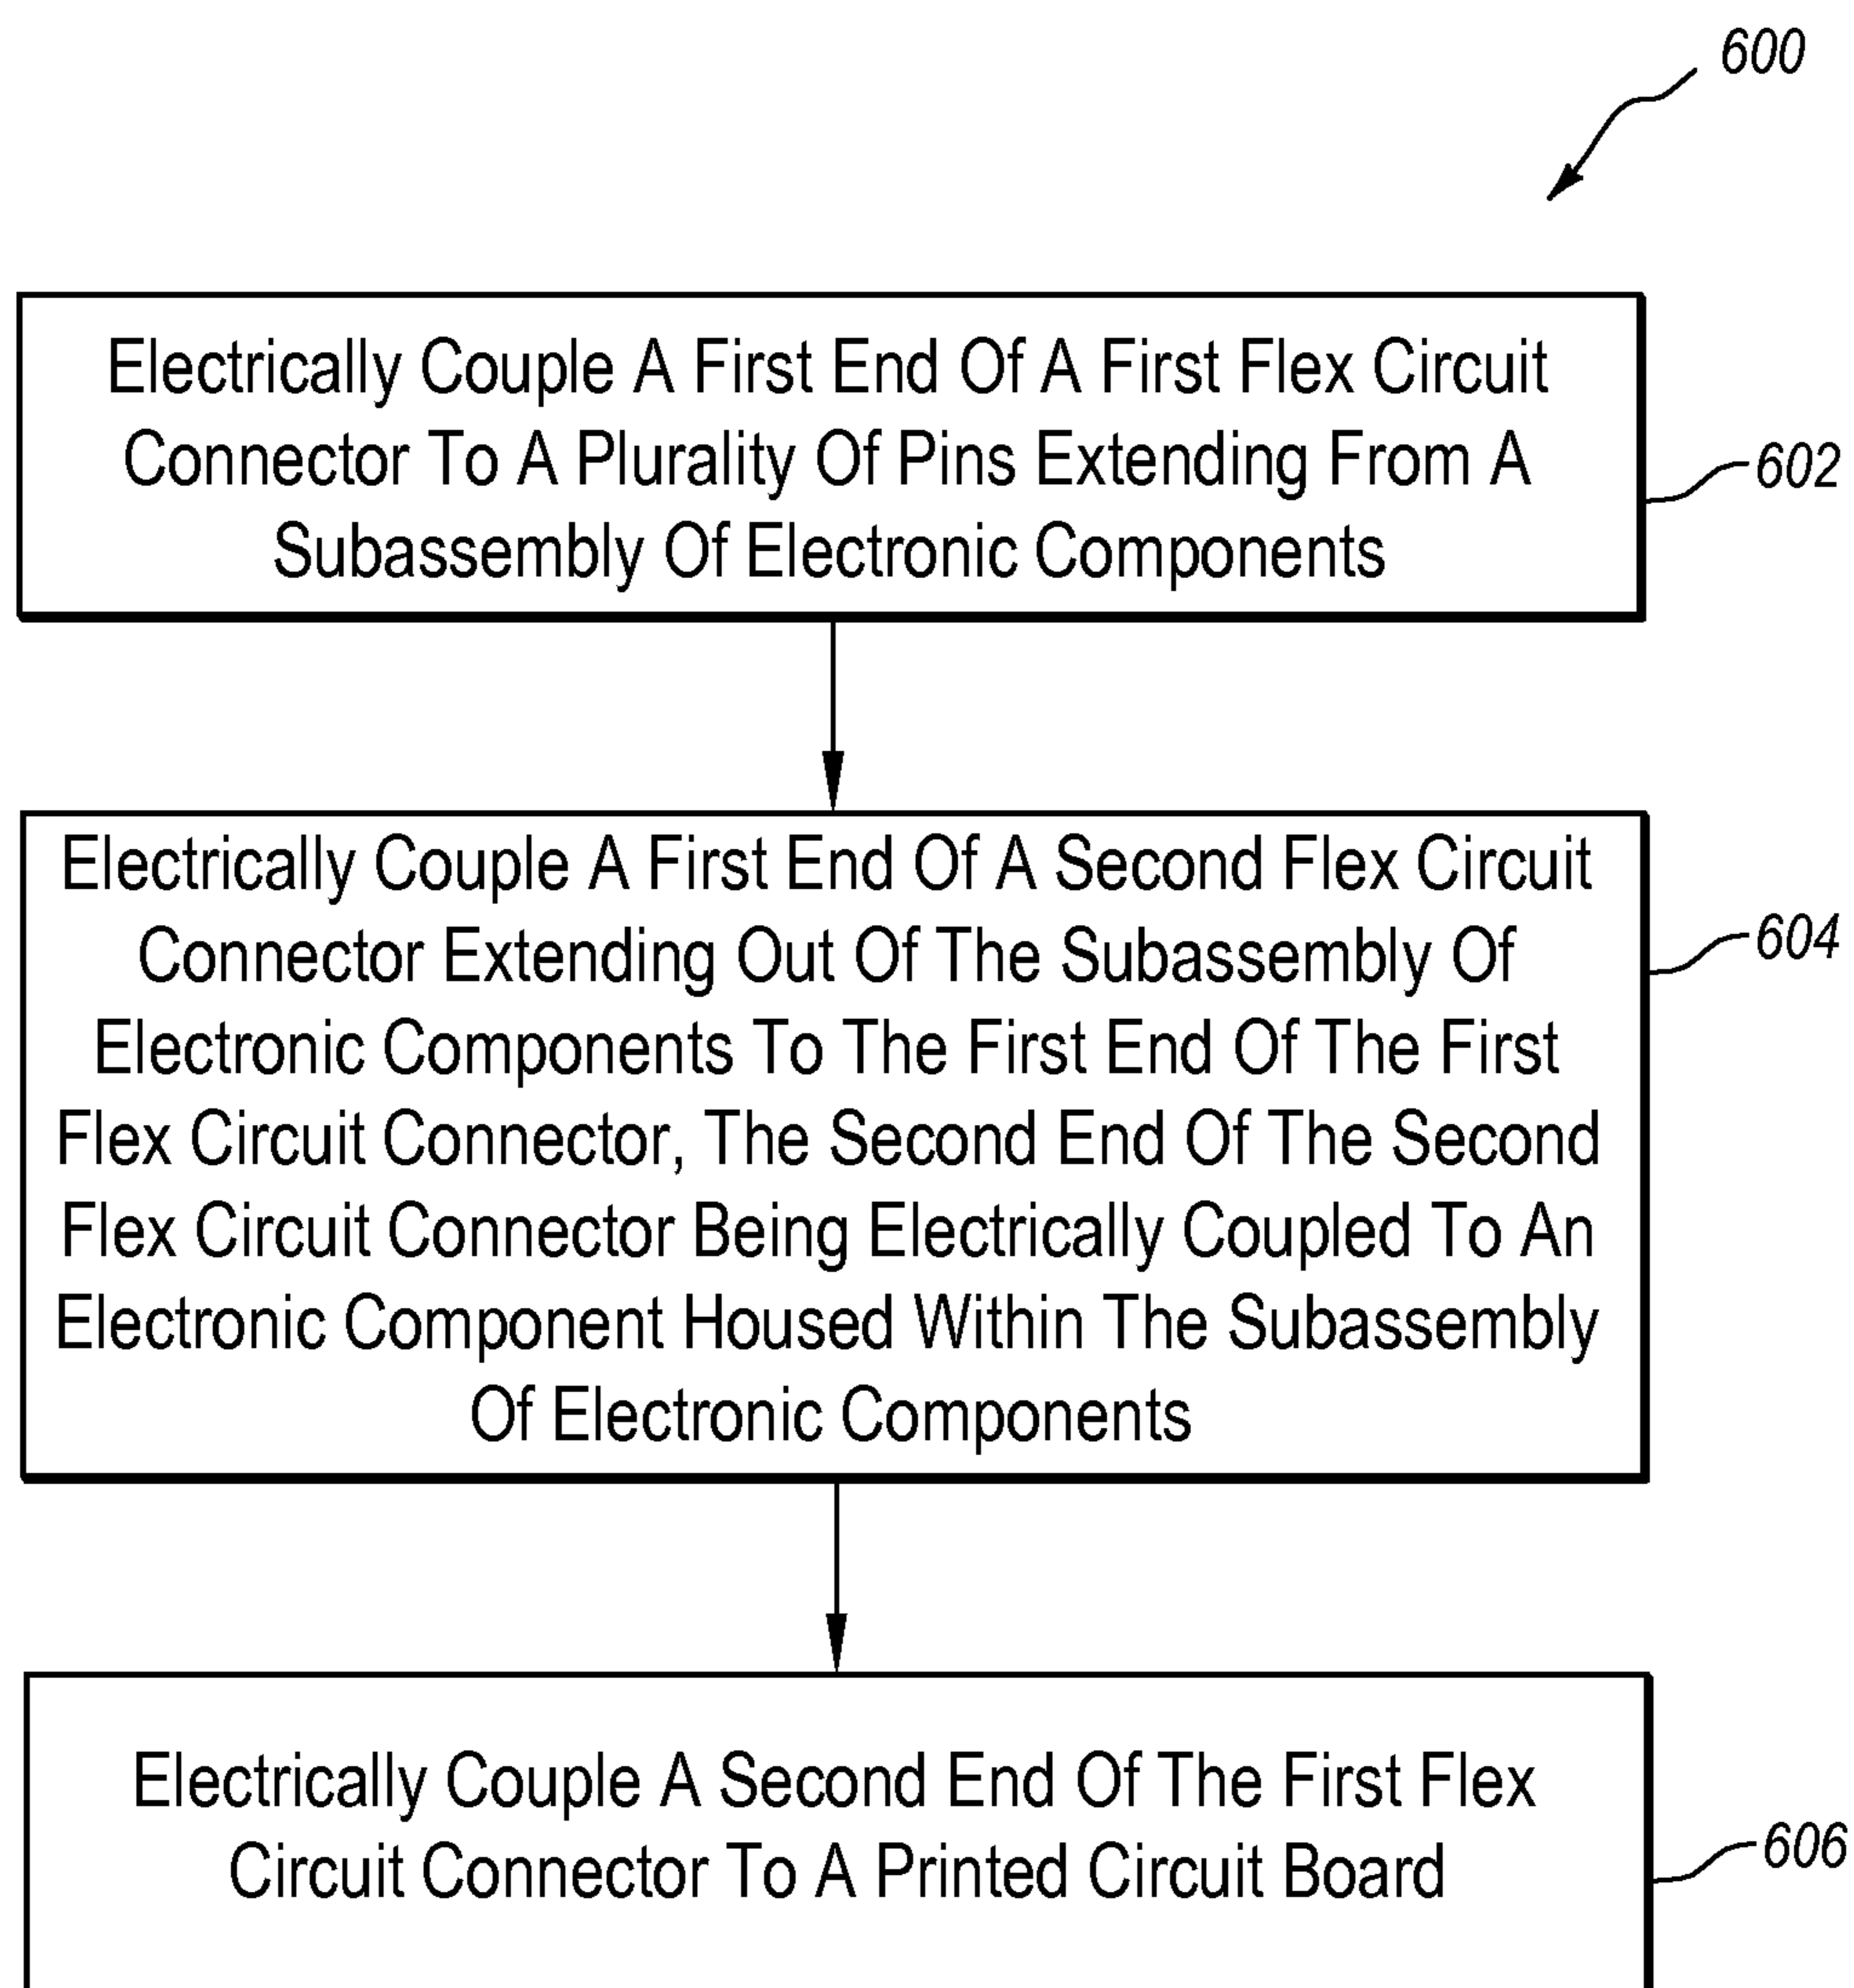 600
Electrically Couple A First End Of A First Flex Circuit
Connector To A Plurality Of Pins Extending From A
Subassembly Of Electronic Components
602
Electrically Couple A First End Of A Second Flex Circuit
Connector Extending Out Of The Subassembly Of
Electronic Components To The First End Of The First
Flex Circuit Connector, The Second End Of The Second
Flex Circuit Connector Being Electrically Coupled To An
Electronic Component Housed Within The Subassembly
Of Electronic Components
604
Electrically Couple A Second End Of The First Flex
Circuit Connector To A Printed Circuit Board
606